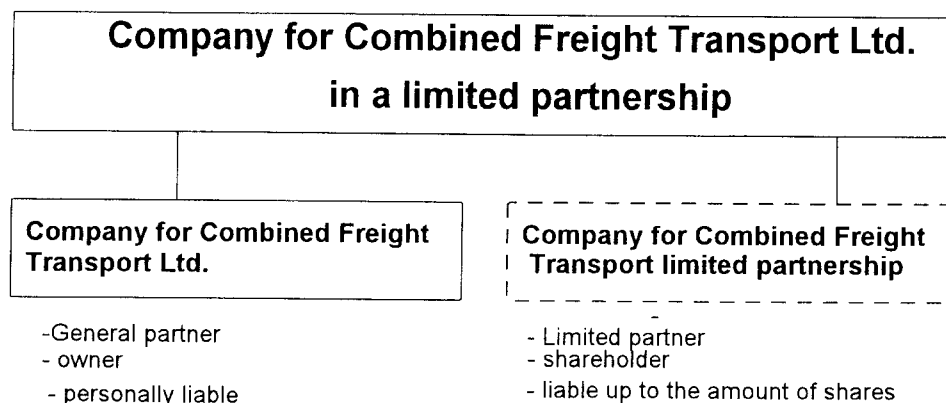 Company for Combined Freight Transport Ltd.
in a limited partnership
Company for Combined Freight
Transport Ltd.
-General partner
- owner
- personally liable
Company for Combined Freight
Transport limited partnership
- Limited partner
- shareholder
- liable up to the amount of shares